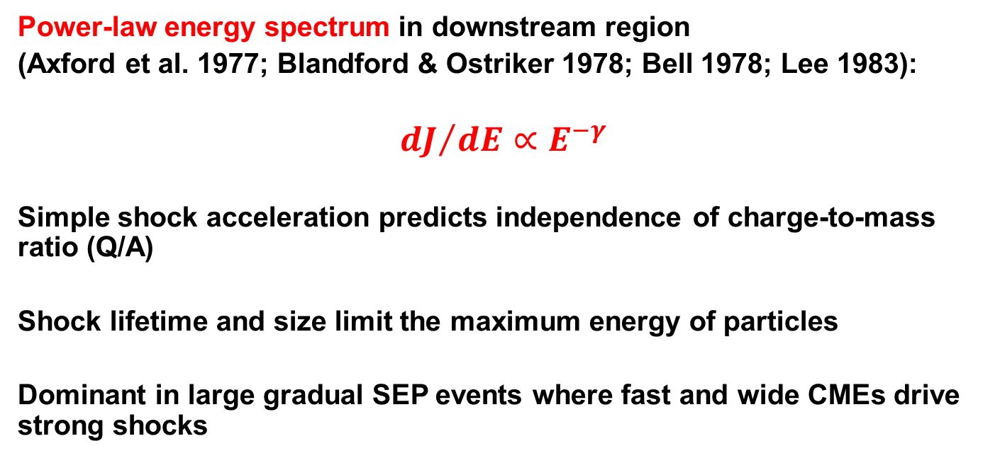 Power-law energy spectrum in downstream region
(Axford et al. 1977; Blandford & Ostriker 1978; Bell 1978; Lee 1983):
dJ/dE ∝ E^{-γ}
Simple shock acceleration predicts independence of charge-to-mass
ratio (Q/A)
Shock lifetime and size limit the maximum energy of particles
Dominant in large gradual SEP events where fast and wide CMEs drive
strong shocks